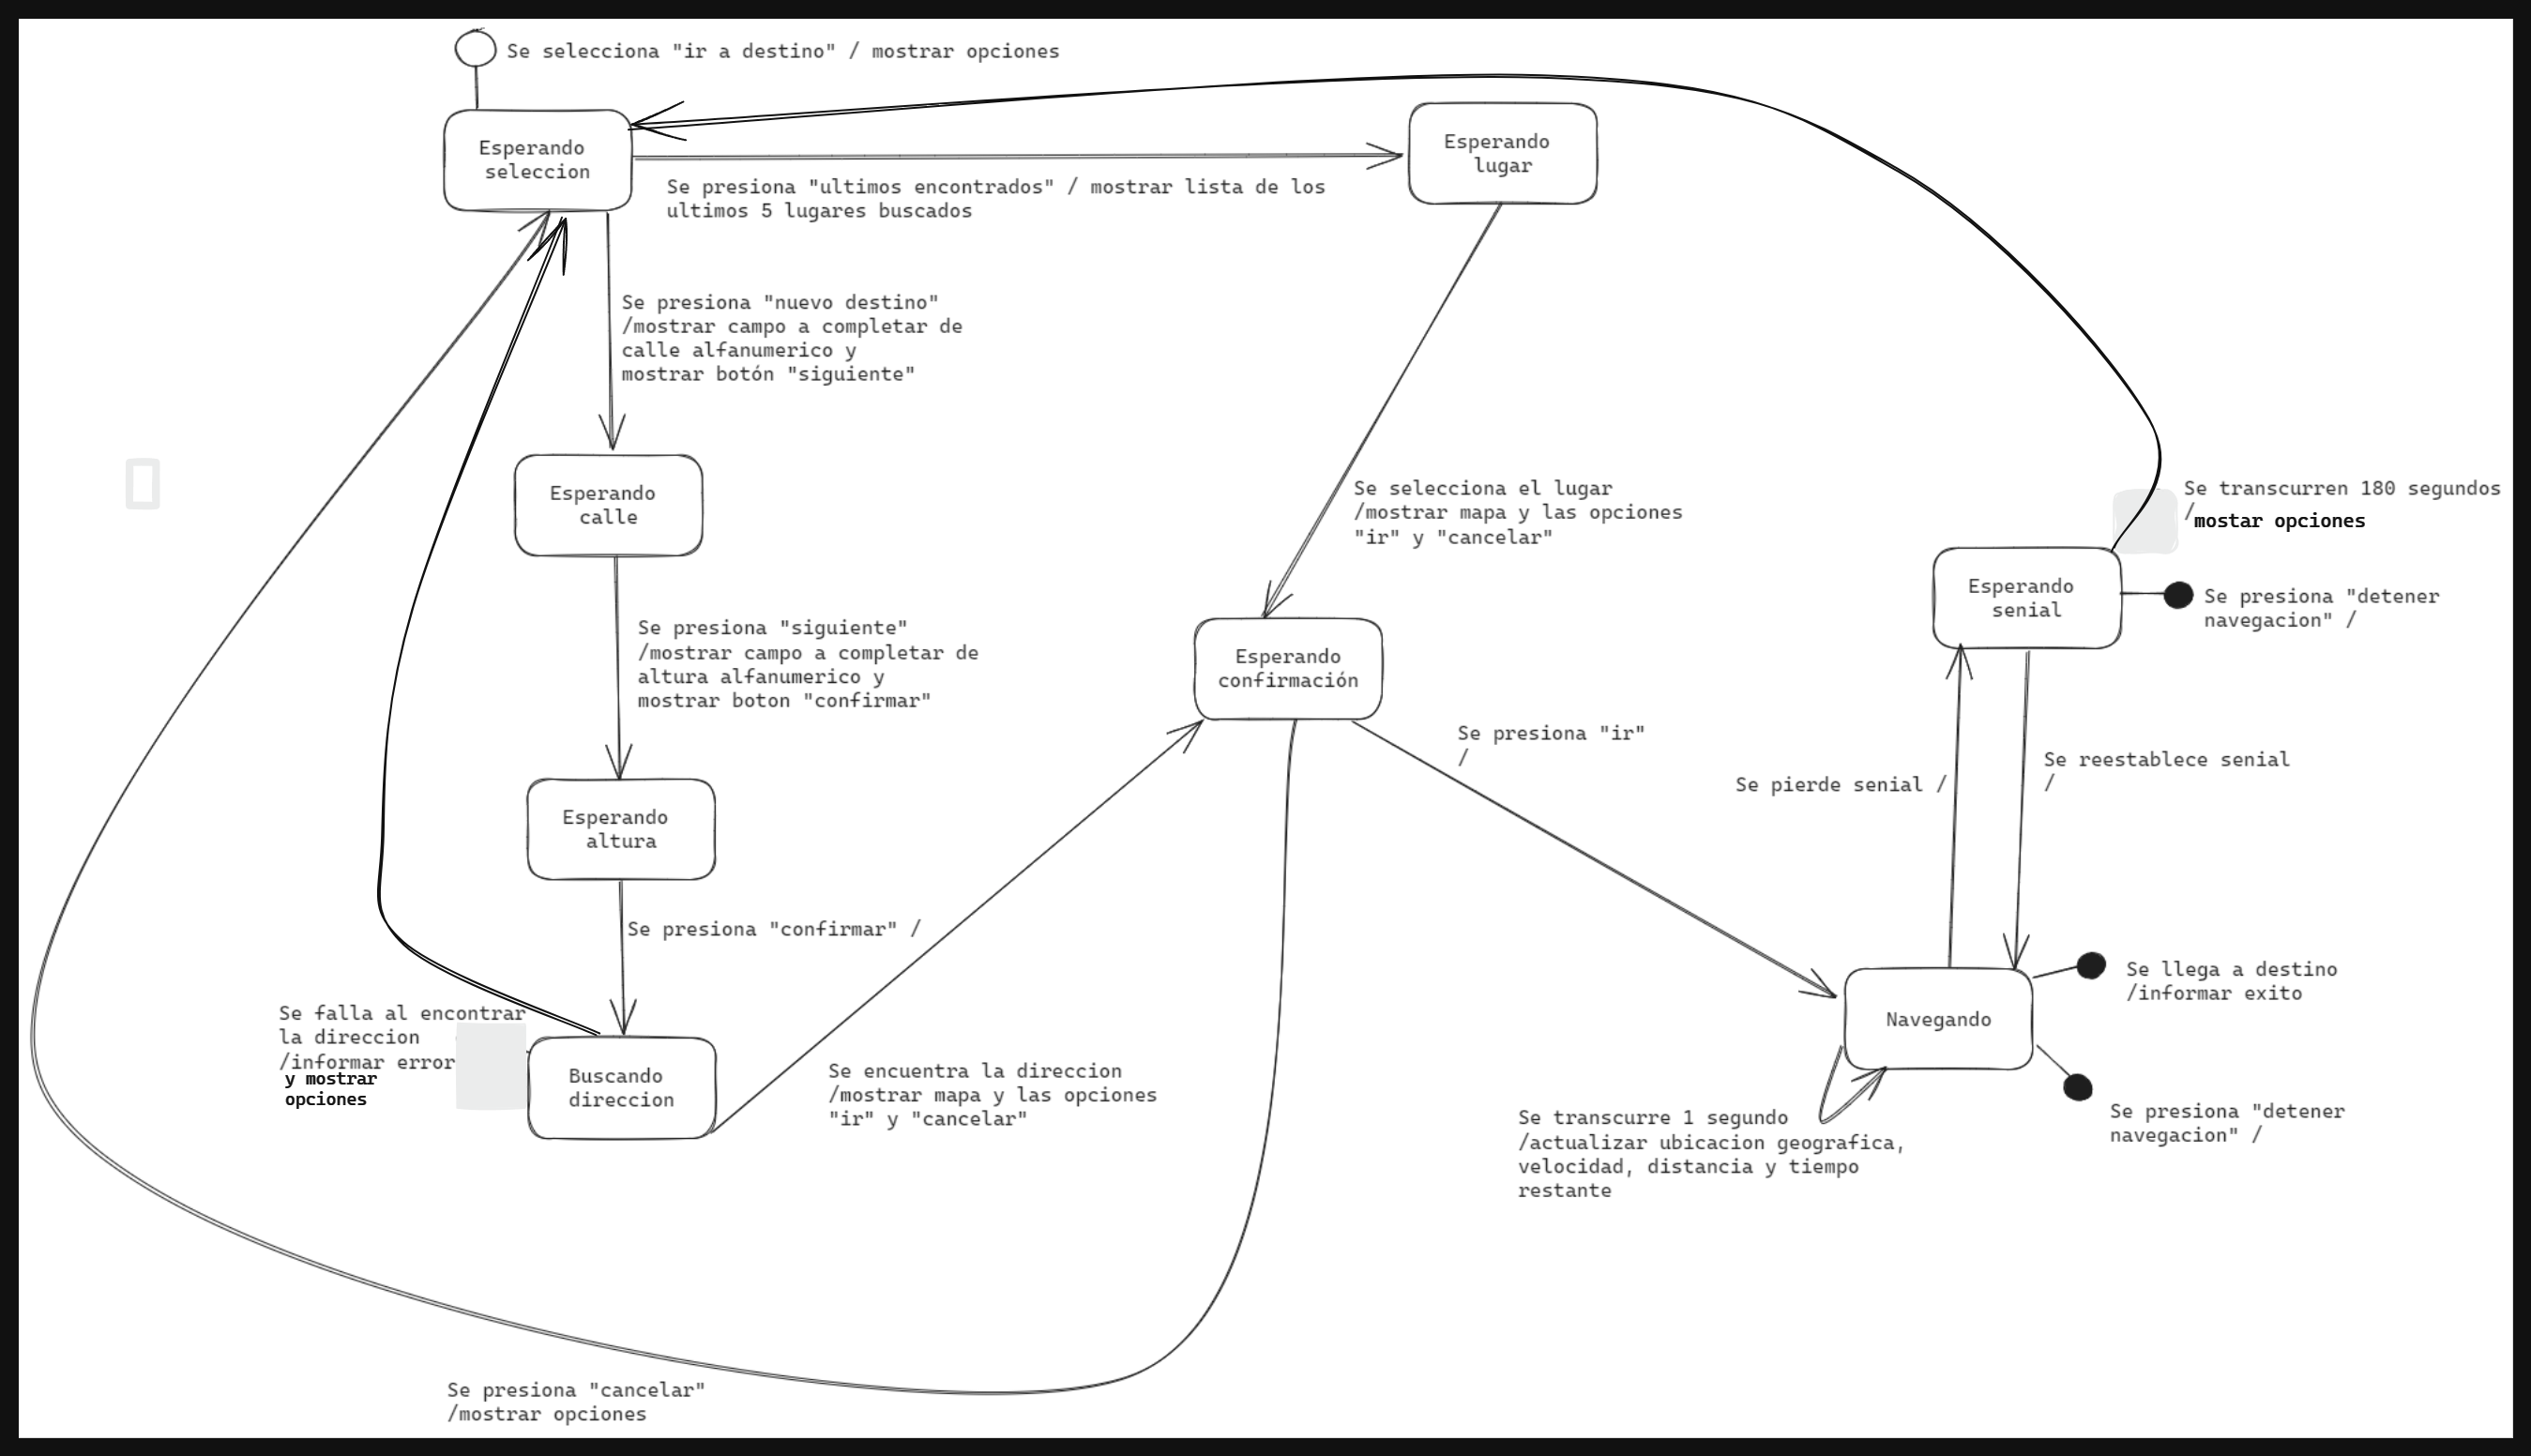 Se selecciona "ir a destino" / mostrar opciones
Esperando
seleccion
Esperando
lugar
Se presiona "ultimos encontrados" / mostrar lista de los
ultimos 5 lugares buscados
Se presiona "nuevo destino"
/mostrar campo a completar de
calle alfanumerico y
mostrar botón "siguiente"
Esperando
calle
Se selecciona el lugar
/mostrar mapa y las opciones
"ir" y "cancelar"
Se transcurren 180 segundos
/mostar opciones
Esperando
senial
Se presiona "detener
navegacion" /
Se presiona "siguiente"
/mostrar campo a completar de
altura alfanumerico y
mostrar boton "confirmar"
Esperando
confirmación
Se presiona "ir"
/
Se pierde senial /
Se reestablece senial
/
Esperando
altura
Se presiona "confirmar" /
Se falla al encontrar
la direccion
/informar error
y mostrar
opciones
Buscando
direccion
Se encuentra la direccion
/mostrar mapa y las opciones
"ir" y "cancelar"
Navegando
Se llega a destino
/informar exito
Se presiona "detener
navegacion" /
Se transcurre 1 segundo
/actualizar ubicacion geografica,
velocidad, distancia y tiempo
restante
Se presiona "cancelar"
/mostrar opciones